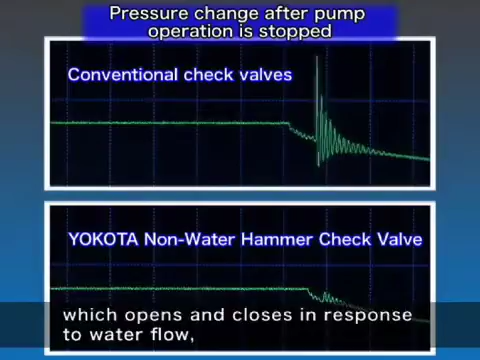 Pressure change after pump
operation is stopped
Conventional check valves
YOKOTA Non-Water Hammer Check Valve
which opens and closes in response
to water flow,